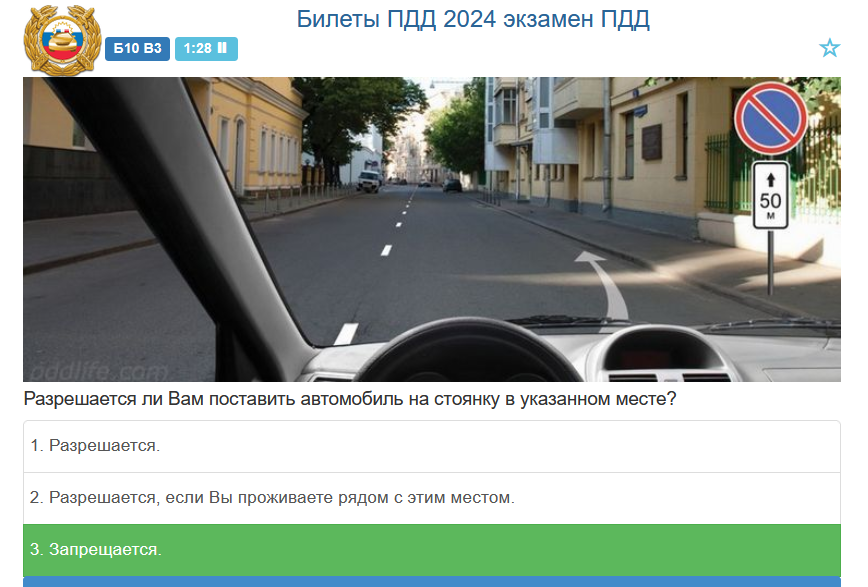 Билеты ПДД 2024 экзамен ПДД
Б10 В3 1:28
50
м
pddlife.com
Разрешается ли Вам поставить автомобиль на стоянку в указанном месте?
1. Разрешается.
2. Разрешается, если Вы проживаете рядом с этим местом.
3. Запрещается.